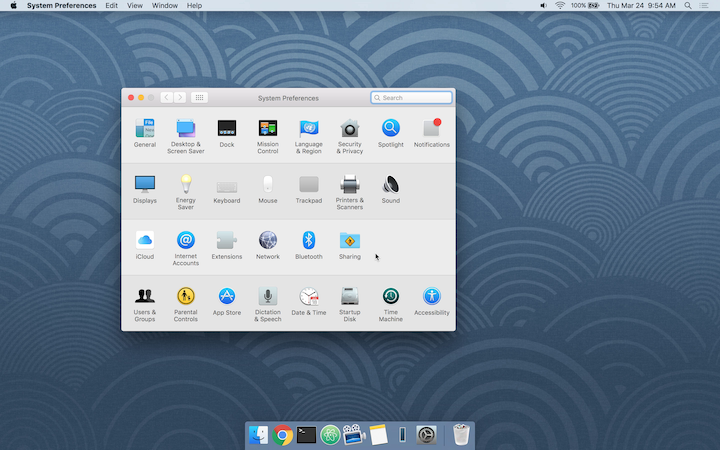 System Preferences Edit View Window Help 100% Thu Mar 24 9:54 AM
System Preferences
Search
General
Desktop &
Screen Saver
Dock
Mission
Control
Language
& Region
Security
& Privacy
Spotlight
Notifications
Displays
Energy
Saver
Keyboard
Mouse
Trackpad
Printers &
Scanners
Sound
iCloud
Internet
Accounts
Extensions
Network
Bluetooth
Sharing
Users &
Groups
Parental
Controls
App Store
Dictation
& Speech
Date & Time
Startup
Disk
Time
Machine
Accessibility